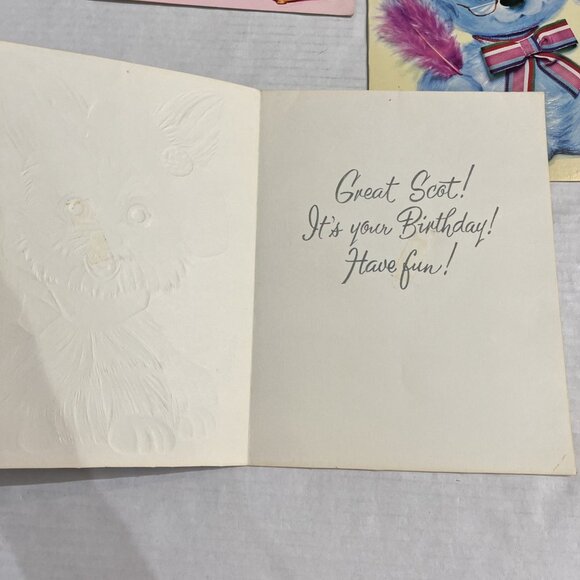 Great Scot!
It's your Birthday!
Have fun!